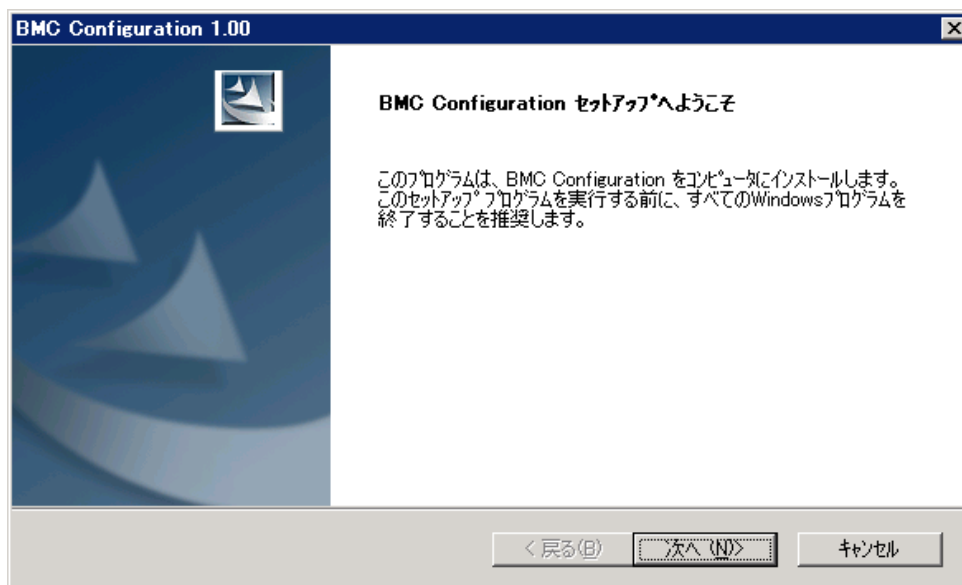 BMC Configuration 1.00
BMC Configuration ｾｯﾄｱｯﾌﾟへようこそ
このﾌﾟﾛｸﾞﾗﾑは、BMC Configuration をｺﾝﾋﾟｭｰﾀにｲﾝｽﾄｰﾙします。
このｾｯﾄｱｯﾌﾟ ﾌﾟﾛｸﾞﾗﾑを実行する前に、すべてのWindowsﾌﾟﾛｸﾞﾗﾑを
終了することを推奨します。
< 戻る(B)
次へ (N)>
ｷｬﾝｾﾙ